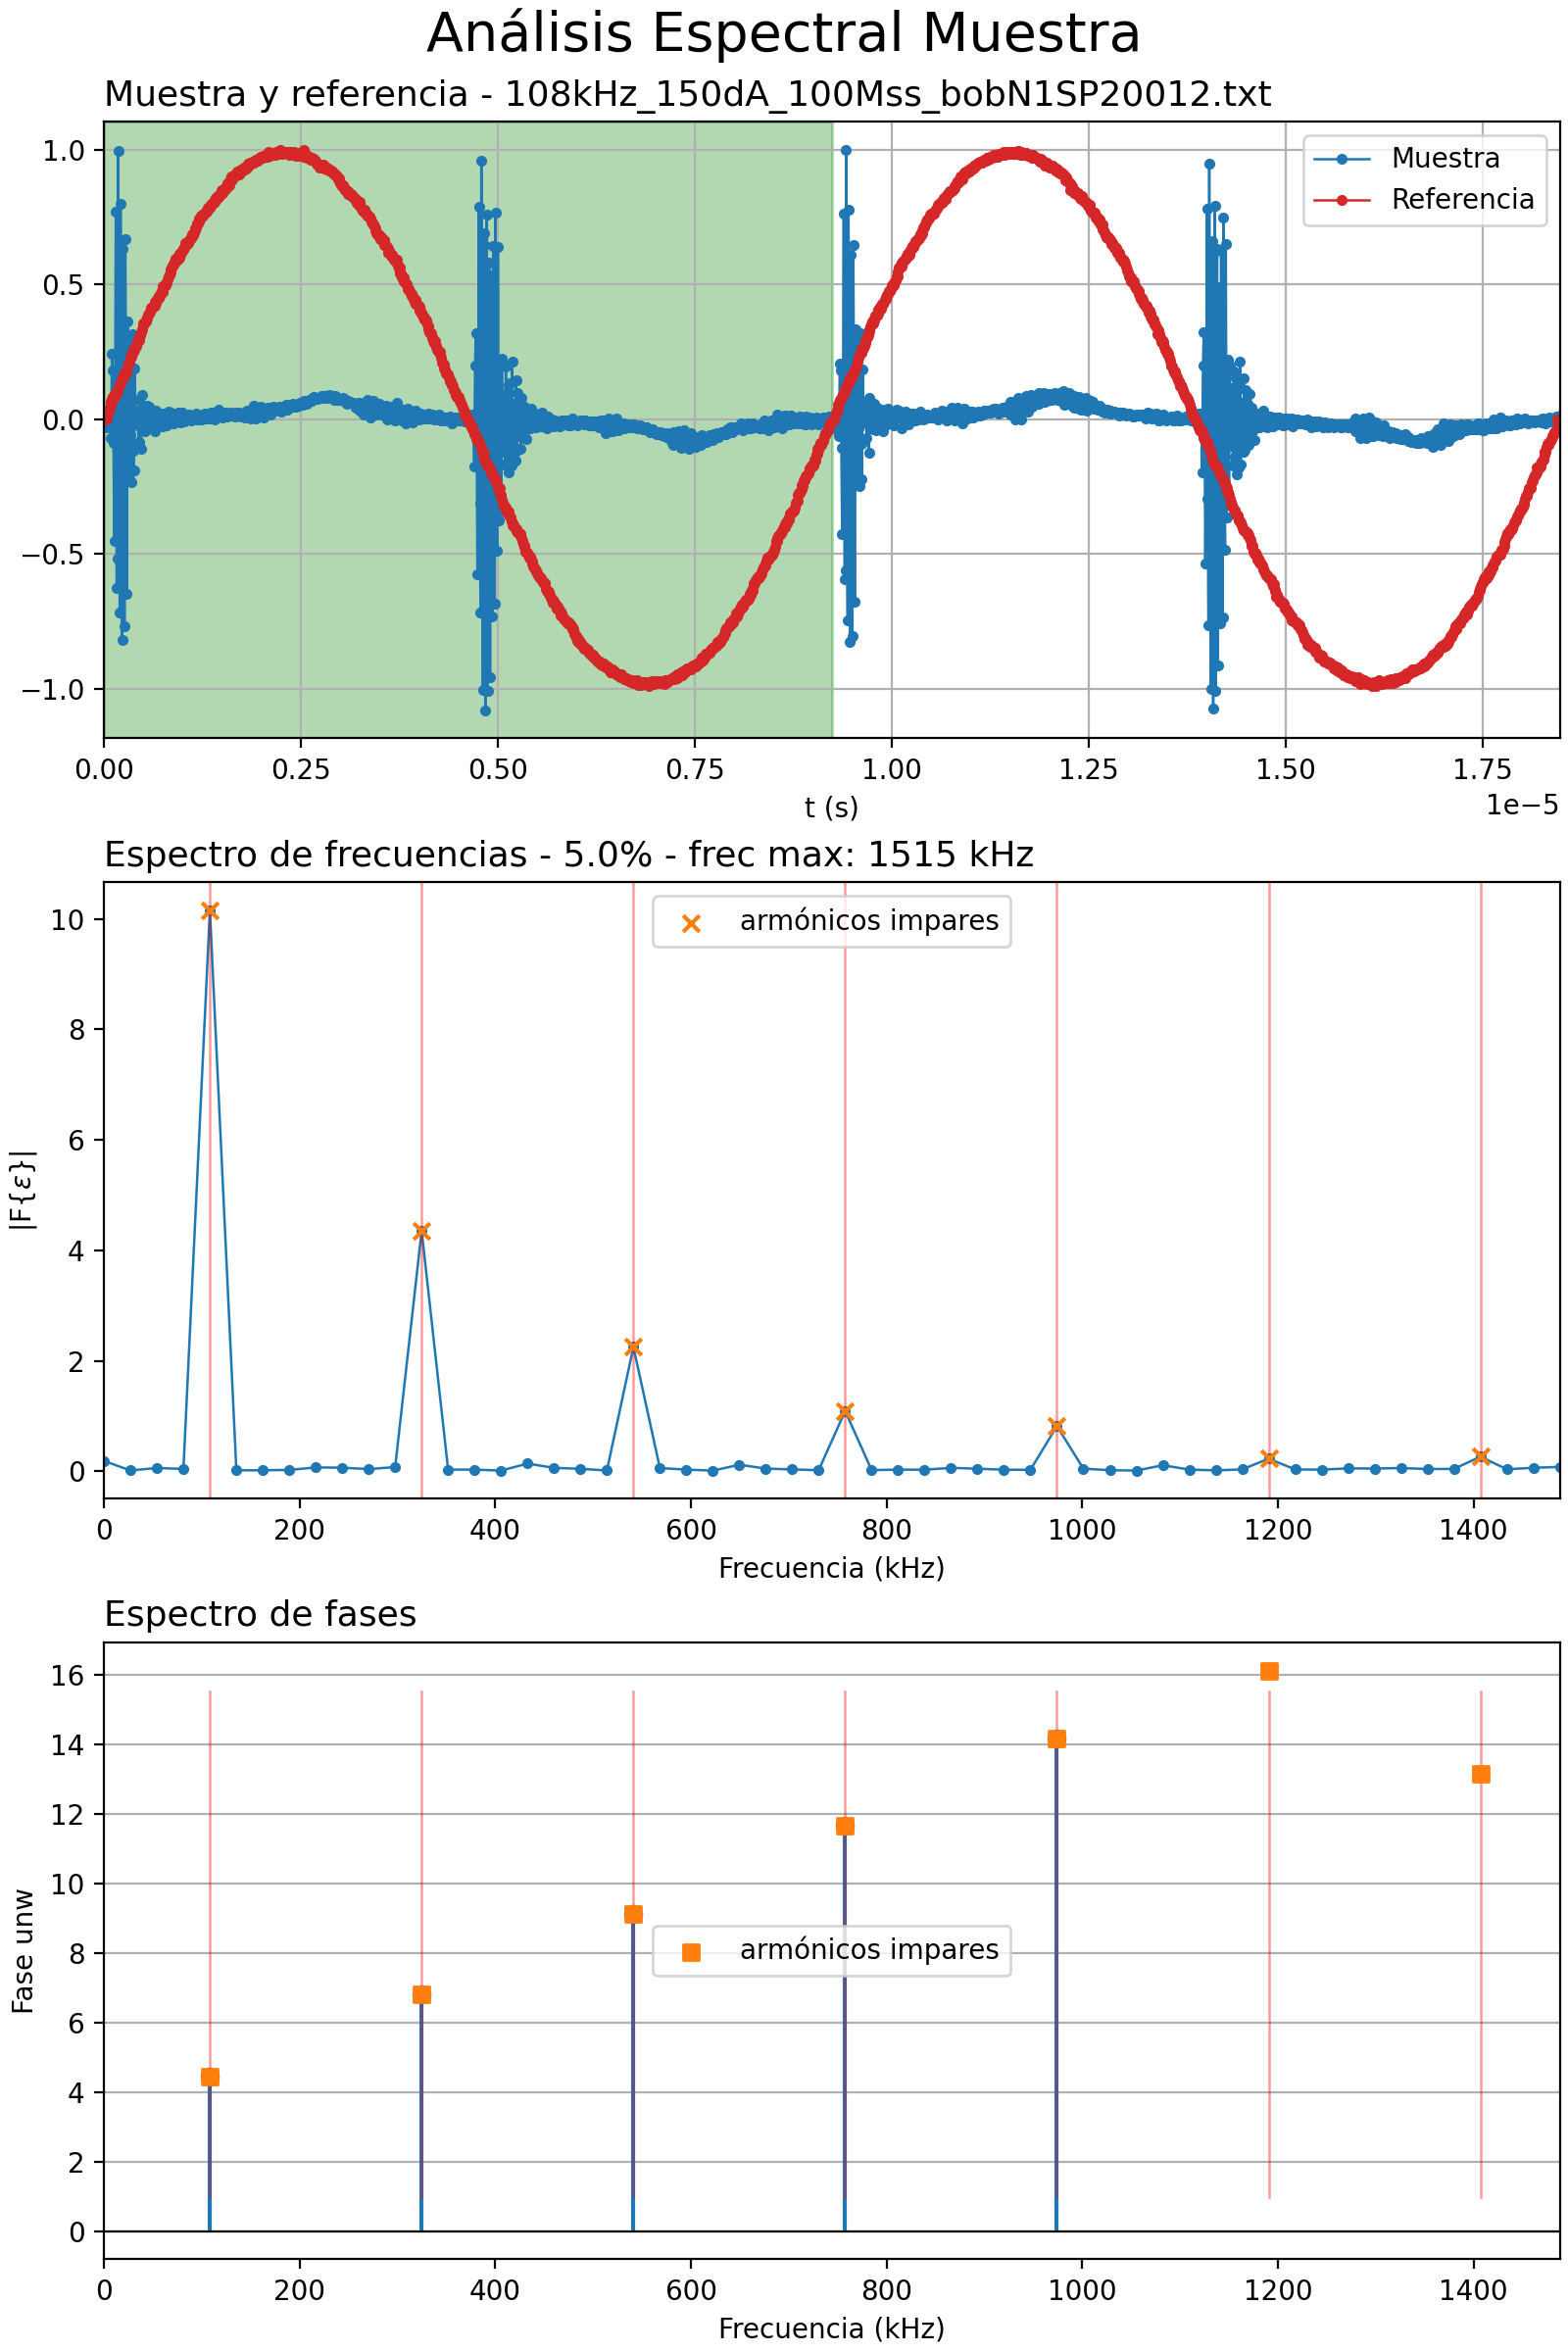 Análisis Espectral Muestra
Muestra y referencia - 108kHz_150dA_100Mss_bobN1SP20012.txt
1.0
0.5
0.0
−0.5
−1.0
Muestra
Referencia
0.00 0.25 0.50 0.75 1.00 1.25 1.50 1.75
t (s)
1e−5
Espectro de frecuencias - 5.0% - frec max: 1515 kHz
10
8
6
4
2
0
|F{ε}|
armónicos impares
0 200 400 600 800 1000 1200 1400
Frecuencia (kHz)
Espectro de fases
16
14
12
10
8
6
4
2
0
Fase unw
armónicos impares
0 200 400 600 800 1000 1200 1400
Frecuencia (kHz)